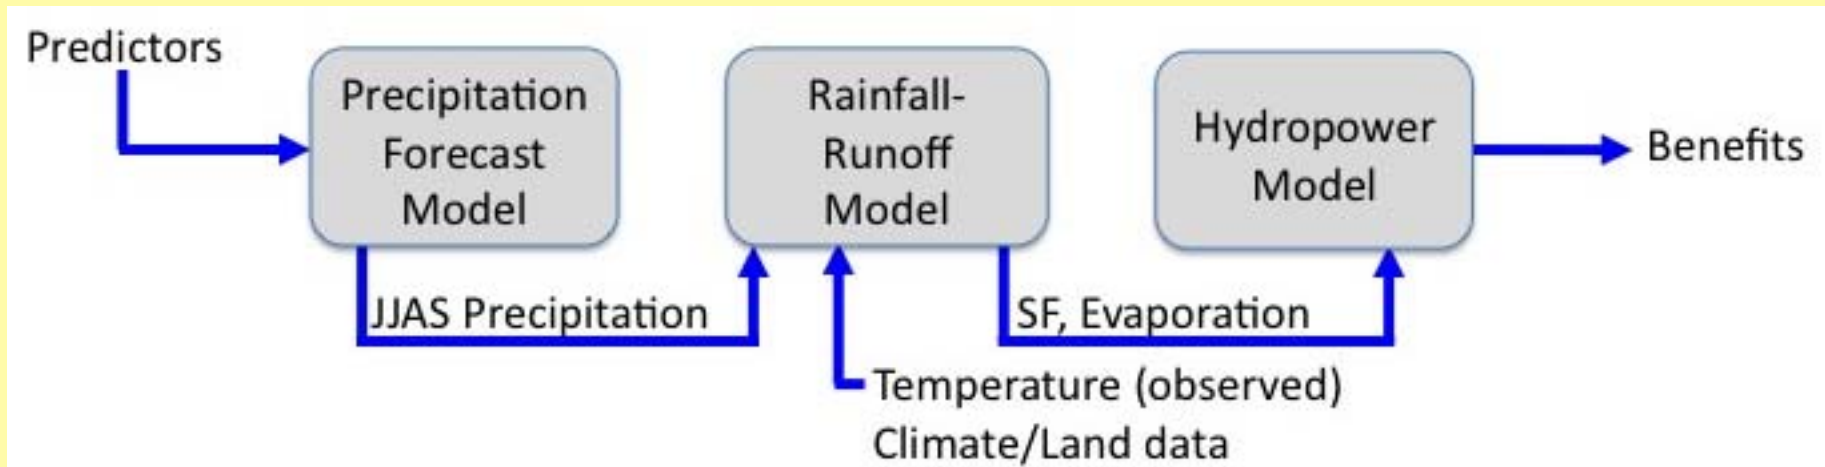 Predictors
Precipitation
Forecast
Model
Rainfall-
Runoff
Model
Hydropower
Model
Benefits
JJAS Precipitation
SF, Evaporation
Temperature (observed)
Climate/Land data